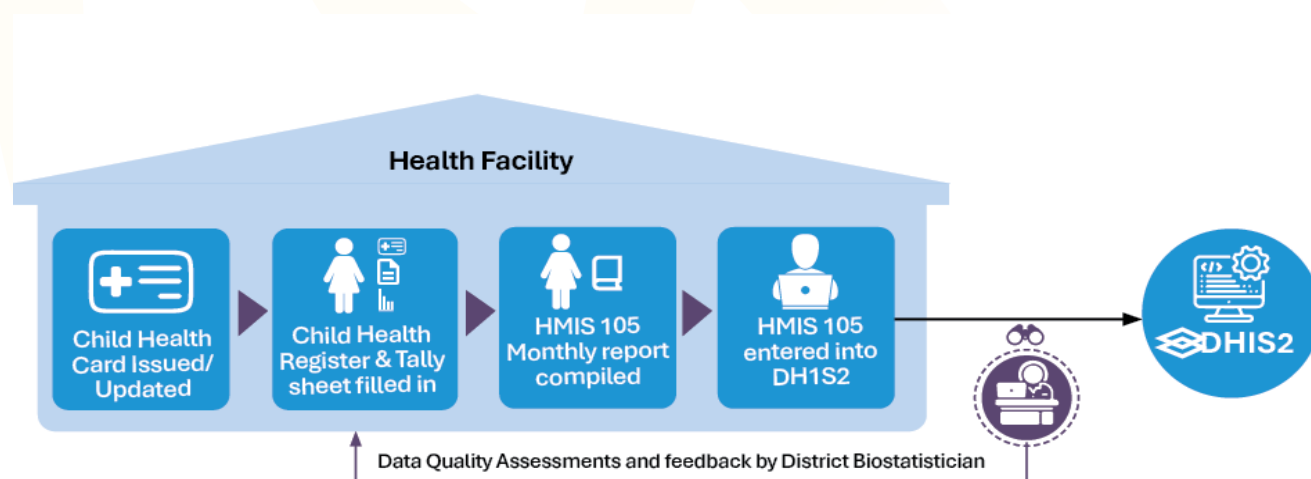 Health Facility
Child Health
Card Issued/
Updated
Child Health
Register & Tally
sheet filled in
HMIS 105
Monthly report
compiled
HMIS 105
entered into
DH1S2
DHIS2
Data Quality Assessments and feedback by District Biostatistician